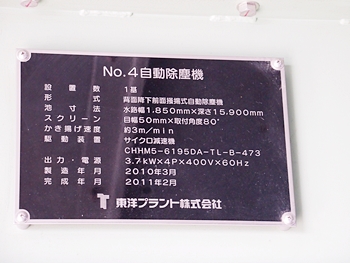 No.4自動除塵機
設置数 1基
形式 背面降下前面掻揚式自動除塵機
池寸法 水路幅1.850mm×深さ15.900mm
スクリーン 目幅50mm×取付角度80°
かき揚げ速度 約3m/min
駆動装置 サイクロ減速機
CHHM5-6195DA-TL-B-473
出力・電源 3.7kW×4P×400V×60Hz
製造年月 2010年3月
完成年月 2011年2月
東洋プラント株式会社